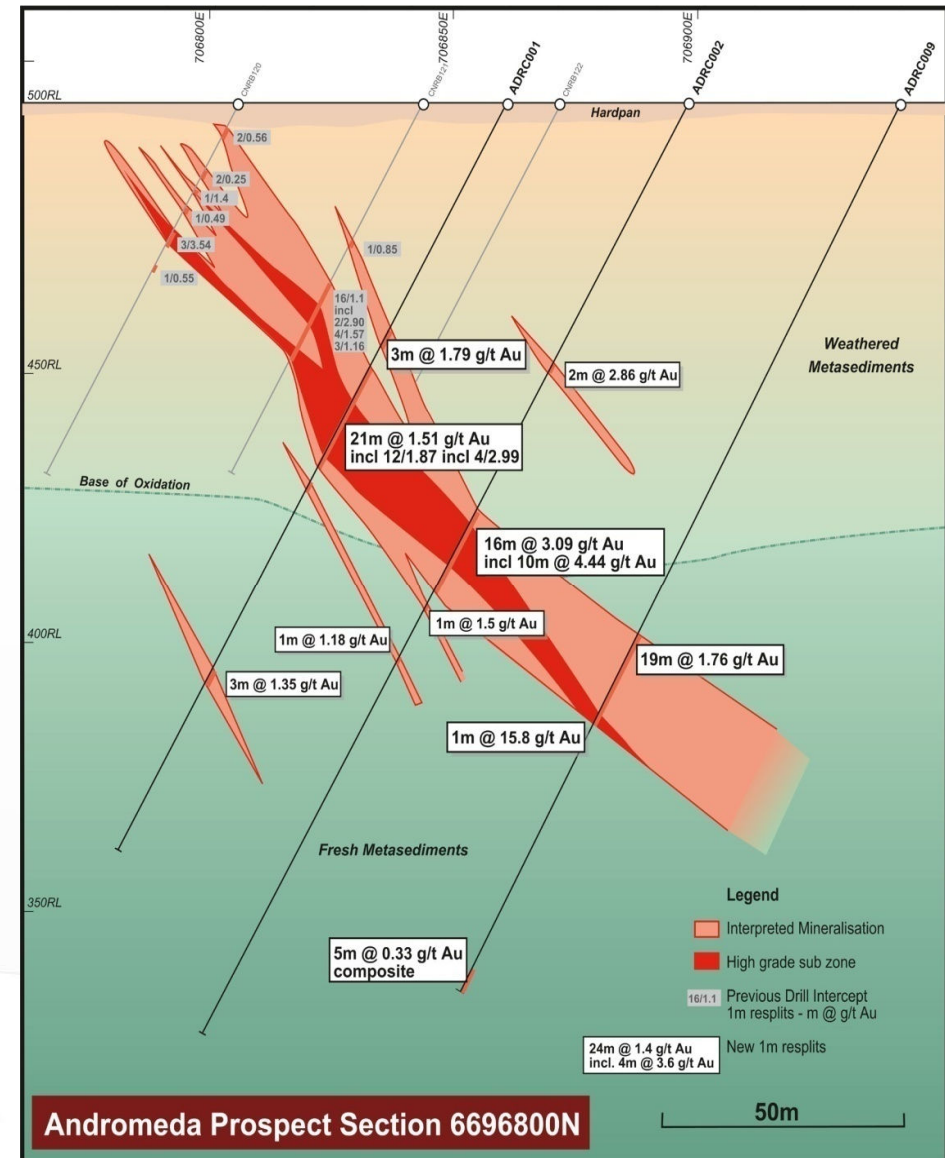 706800E
706850E
706900E
CNRB120
CNRB121
ADRC001
CNRB122
ADRC002
ADRC009
500RL
Hardpan
2/0.56
2/0.25
1/1.4
1/0.49
3/3.54
1/0.55
1/0.85
16/1.1
incl
2/2.90
4/1.57
3/1.16
Weathered
Metasediments
3m @ 1.79 g/t Au
450RL
2m @ 2.86 g/t Au
21m @ 1.51 g/t Au
incl 12/1.87 incl 4/2.99
Base of Oxidation
16m @ 3.09 g/t Au
incl 10m @ 4.44 g/t Au
1m @ 1.5 g/t Au
400RL
1m @ 1.18 g/t Au
19m @ 1.76 g/t Au
3m @ 1.35 g/t Au
1m @ 15.8 g/t Au
Fresh Metasediments
350RL
5m @ 0.33 g/t Au
composite
Legend
Interpreted Mineralisation
High grade sub zone
16/1.1 Previous Drill Intercept
1m resplits - m @ g/t Au
24m @ 1.4 g/t Au
incl. 4m @ 3.6 g/t Au
New 1m resplits
50m
Andromeda Prospect Section 6696800N